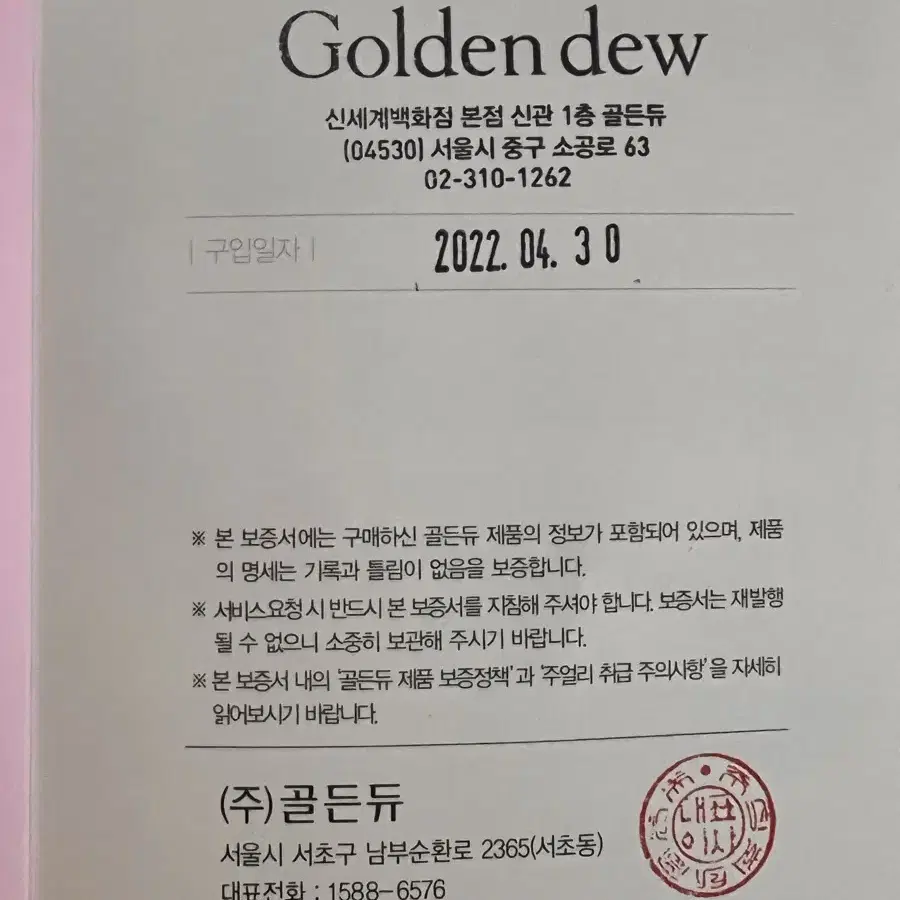 Golden dew
신세계백화점 본점 신관 1층 골든듀
(04530) 서울시 중구 소공로 63
02-310-1262
| 구입일자 |
2022. 04. 30
※ 본 보증서에는 구매하신 골든듀 제품의 정보가 포함되어 있으며, 제품
의 명세는 기록과 틀림이 없음을 보증합니다.
※ 서비스요청 시 반드시 본 보증서를 지침해 주셔야 합니다. 보증서는 재발행
될 수 없으니 소중히 보관해 주시기 바랍니다.
※ 본 보증서 내의 '골든듀 제품 보증정책'과 '주얼리 취급 주의사항'을 자세히
읽어보시기 바랍니다.
(주)골든듀
서울시 서초구 남부순환로 2365(서초동)
대표전화 : 1588-6576
대표
이사